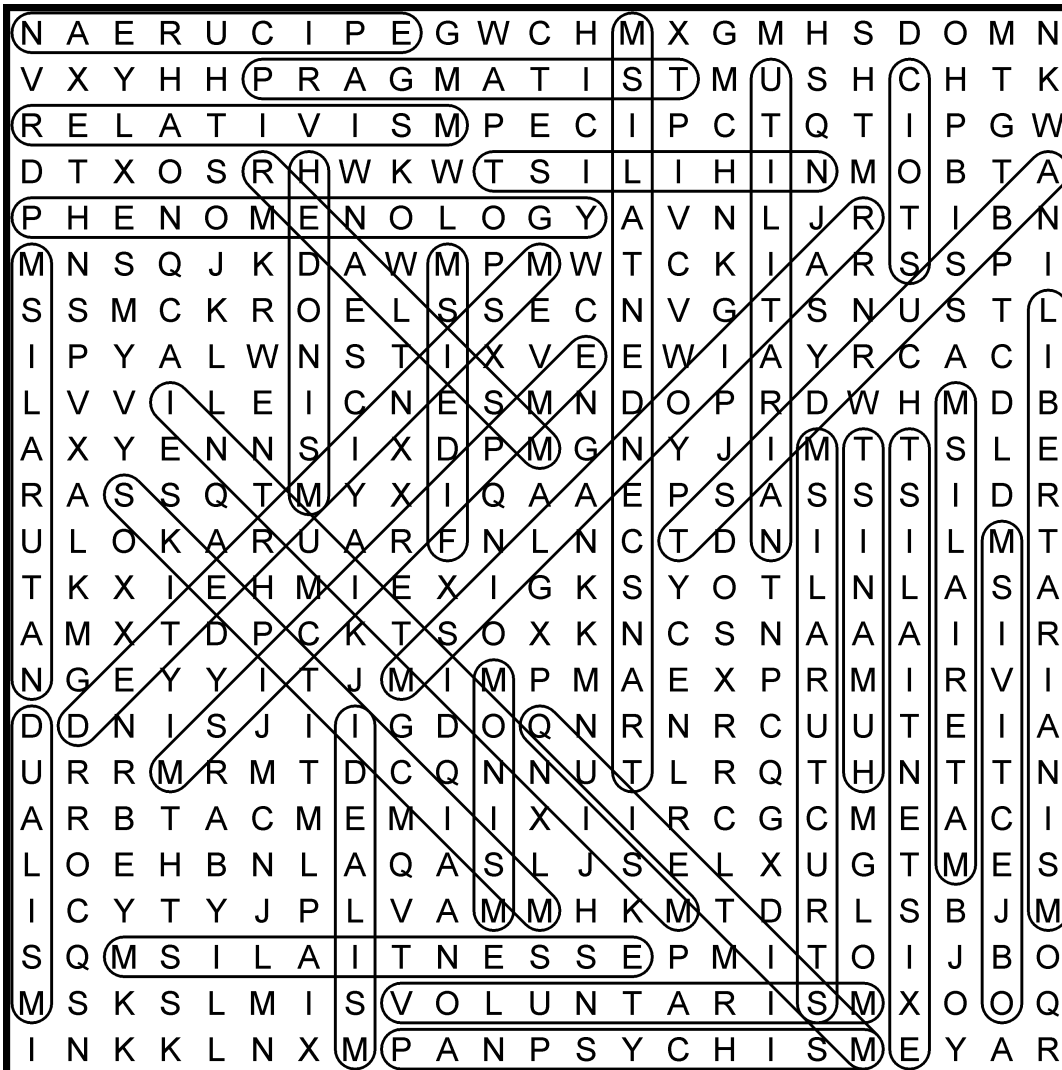 N A E R U C I P E G W C H M X G M H S D O M N
V X Y H H P R A G M A T I S T M U S H C H T K
R E L A T I V I S M P E C I P C T Q T I P G W
D T X O S R H W K W T S I L I H I N M O B T A
P H E N O M E N O L O G Y A V N L J R T I B N
M N S Q J K D A W M P M W T C K I A R S S P I
S S M C K R O E L S S E C N V G T S N U S T L
I P Y A L W N S T I X V E E W I A Y R C A C I
L V V I L E I C N E S M N D O P R D W H M D B
A X Y E N N S I X D P M G N Y J I M T T S L E
R A S S Q T M Y X I Q A A E P S A S S S I D R
U L O K A R U A R F N L N C T D N I I I L M T
T K X I E H M I E X I G K S Y O T L N L A S A
A M X T D P C K T S O X K N C S N A A A I I R
N G E Y Y I T J M I M P M A E X P R M I R V I
D D N I S J I I G D O Q N R N R C U U T E I A
U R R M R M T D C Q N N U T L R Q T H N T T N
A R B T A C M E M I I X I I R C G C M E A C I
L O E H B N L A Q A S L J S E L X U G T M E S
I C Y T Y J P L V A M M H K M T D R L S B J M
S Q M S I L A I T N E S S E P M I T O I J B O
M S K S L M I S V O L U N T A R I S M X O O Q
I N K K L N X M P A N P S Y C H I S M E Y A R